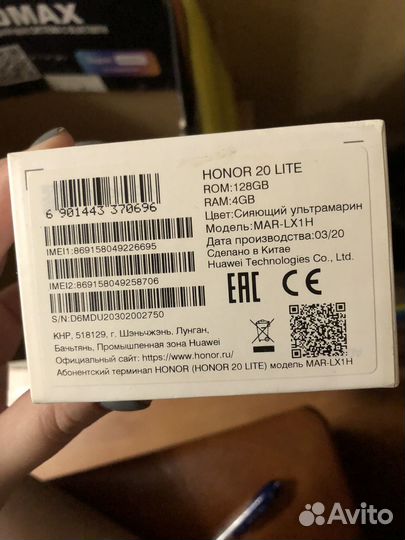 OMAX
HONOR 20 LITE
ROM:128GB
RAM:4GB
Цвет:Сияющий ультрамарин
Модель:MAR-LX1H
Дата производства:03/20
Сделано в Китае
Huawei Technologies Co., Ltd.
6 901443 370696
IMEI1:869158049226695
IMEI2:869158049258706
S/N:D6MDU20302002750
EAC CE
КНР, 518129, г. Шэньчжэнь. Лунган,
Баньтянь, Промышленная зона Huawei
Официальный сайт: https://www.honor.ru/
Абонентский терминал HONOR (HONOR 20 LITE) модель MAR-LX1H
Avito